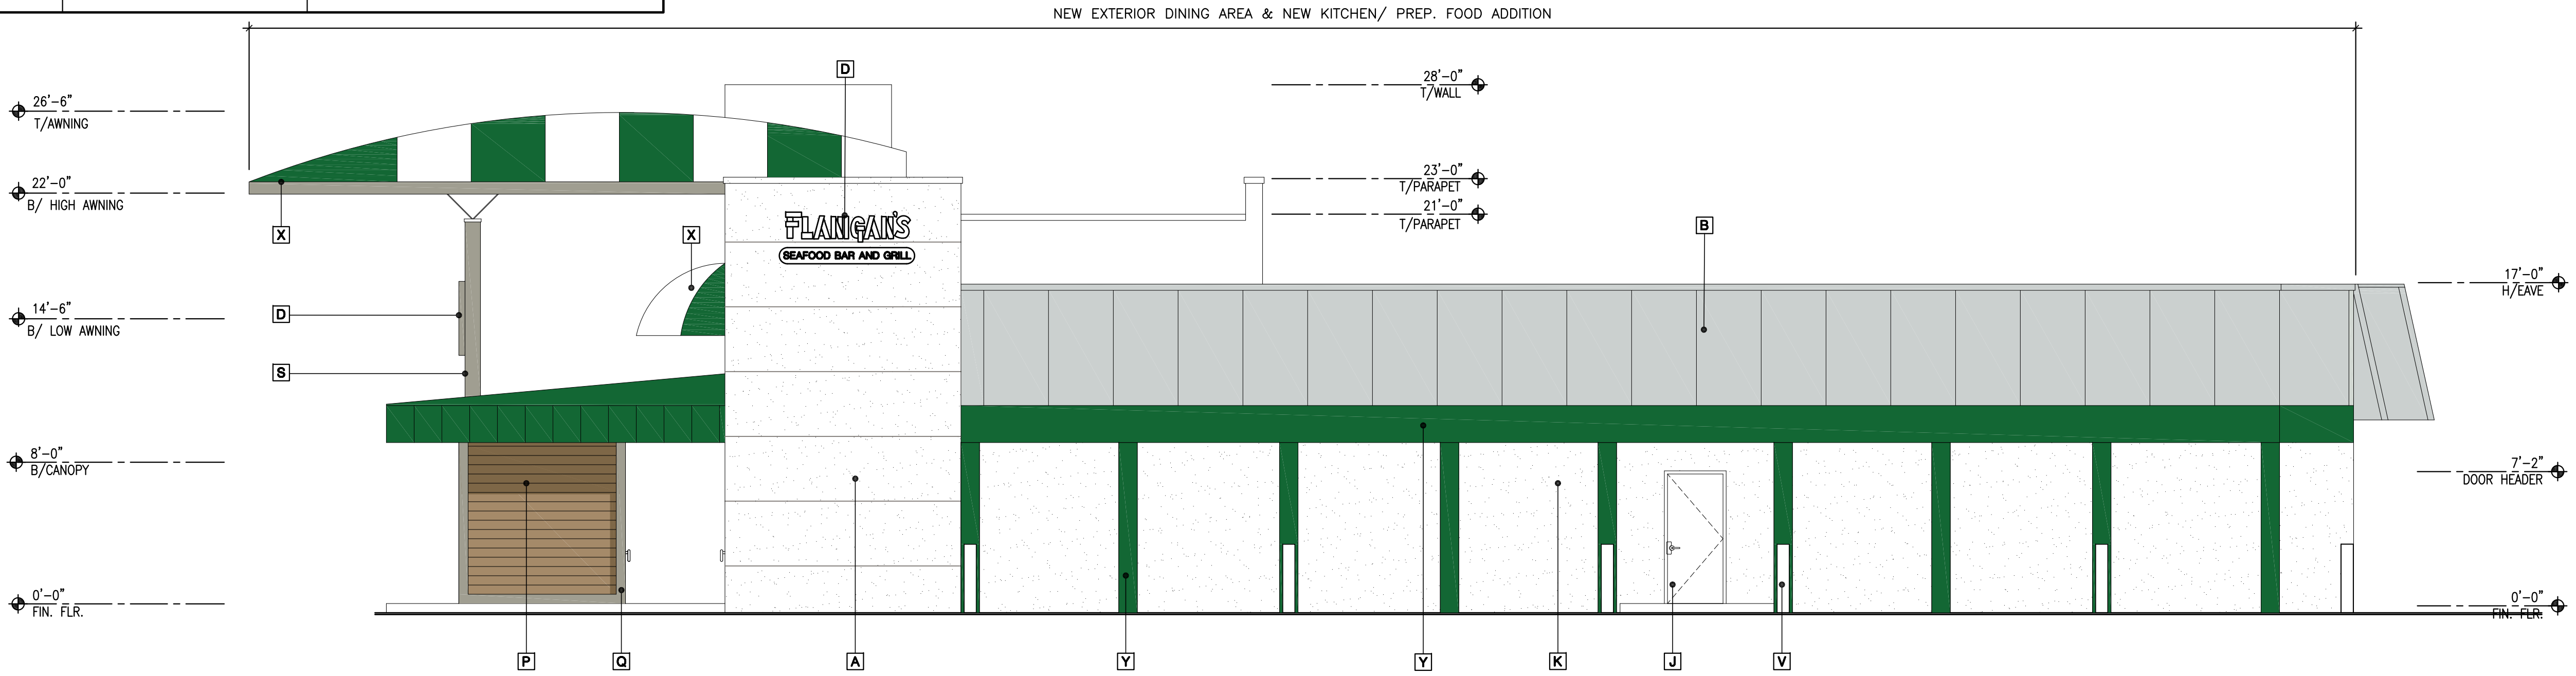 NEW EXTERIOR DINING AREA & NEW KITCHEN/ PREP. FOOD ADDITION
D
28'-0"
T/WALL
26'-6"
T/AWNING
23'-0"
T/PARAPET
22'-0"
B/ HIGH AWNING
21'-0"
T/PARAPET
X
X
FLANIGAN'S
SEAFOOD BAR AND GRILL
B
17'-0"
H/EAVE
14'-6"
B/ LOW AWNING
D
S
8'-0"
B/CANOPY
7'-2"
DOOR HEADER
0'-0"
FIN. FLR.
0'-0"
FIN. FLR.
P
Q
A
Y
Y
K
J
V